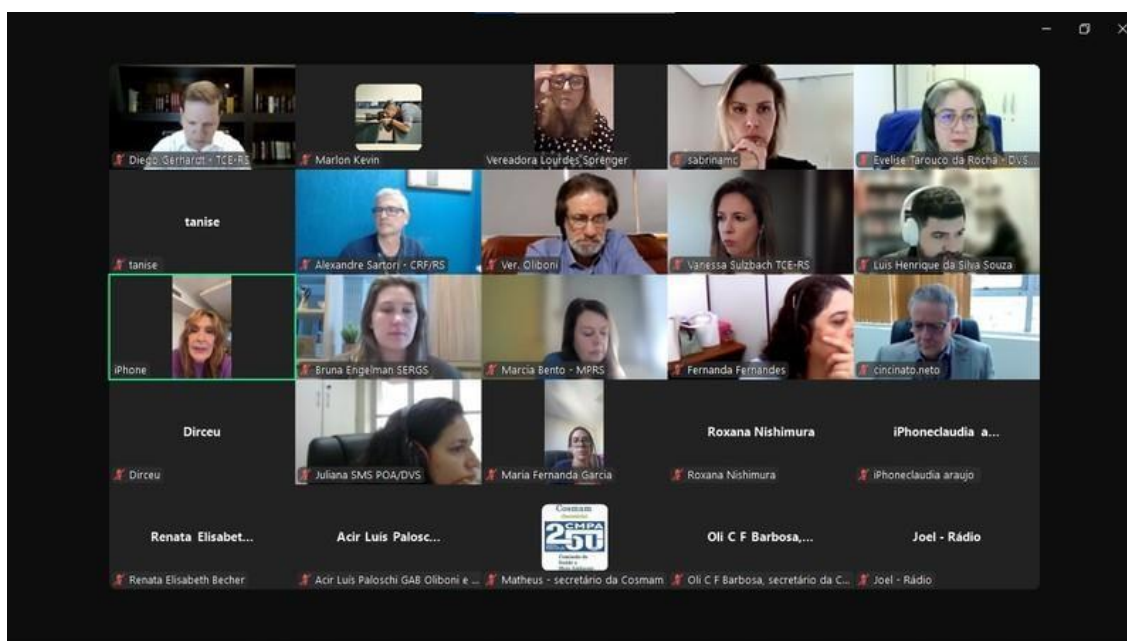 Diego Gerhardt - TCE-RS
Marlon Kevin
Vereadora Lourdes Sprenger
sabrinamc
Evelise Tarouco da Rocha - DVS...
tanise
tanise
Alexandre Sartori - CRF/RS
Ver. Oliboni
Vanessa Sulzbach TCE-RS
Luis Henrique da Silva Souza
iPhone
Bruna Engelman SERGS
Marcia Bento - MPRS
Fernanda Fernandes
cincinato.neto
Dirceu
Roxana Nishimura
iPhoneclaudia a...
Dirceu
Juliana SMS POA/DVS
Maria Fernanda Garcia
Roxana Nishimura
iPhoneclaudia araujo
Cosmam
CMPA
250
Comissão de
Saúde e
Renata Elisabet...
Acir Luís Palosc...
Oli C F Barbosa,...
Joel - Rádio
Renata Elisabeth Becher
Acir Luís Paloschi GAB Oliboni e ...
Matheus - secretário da Cosmam
Oli C F Barbosa, secretário da C...
Joel - Rádio